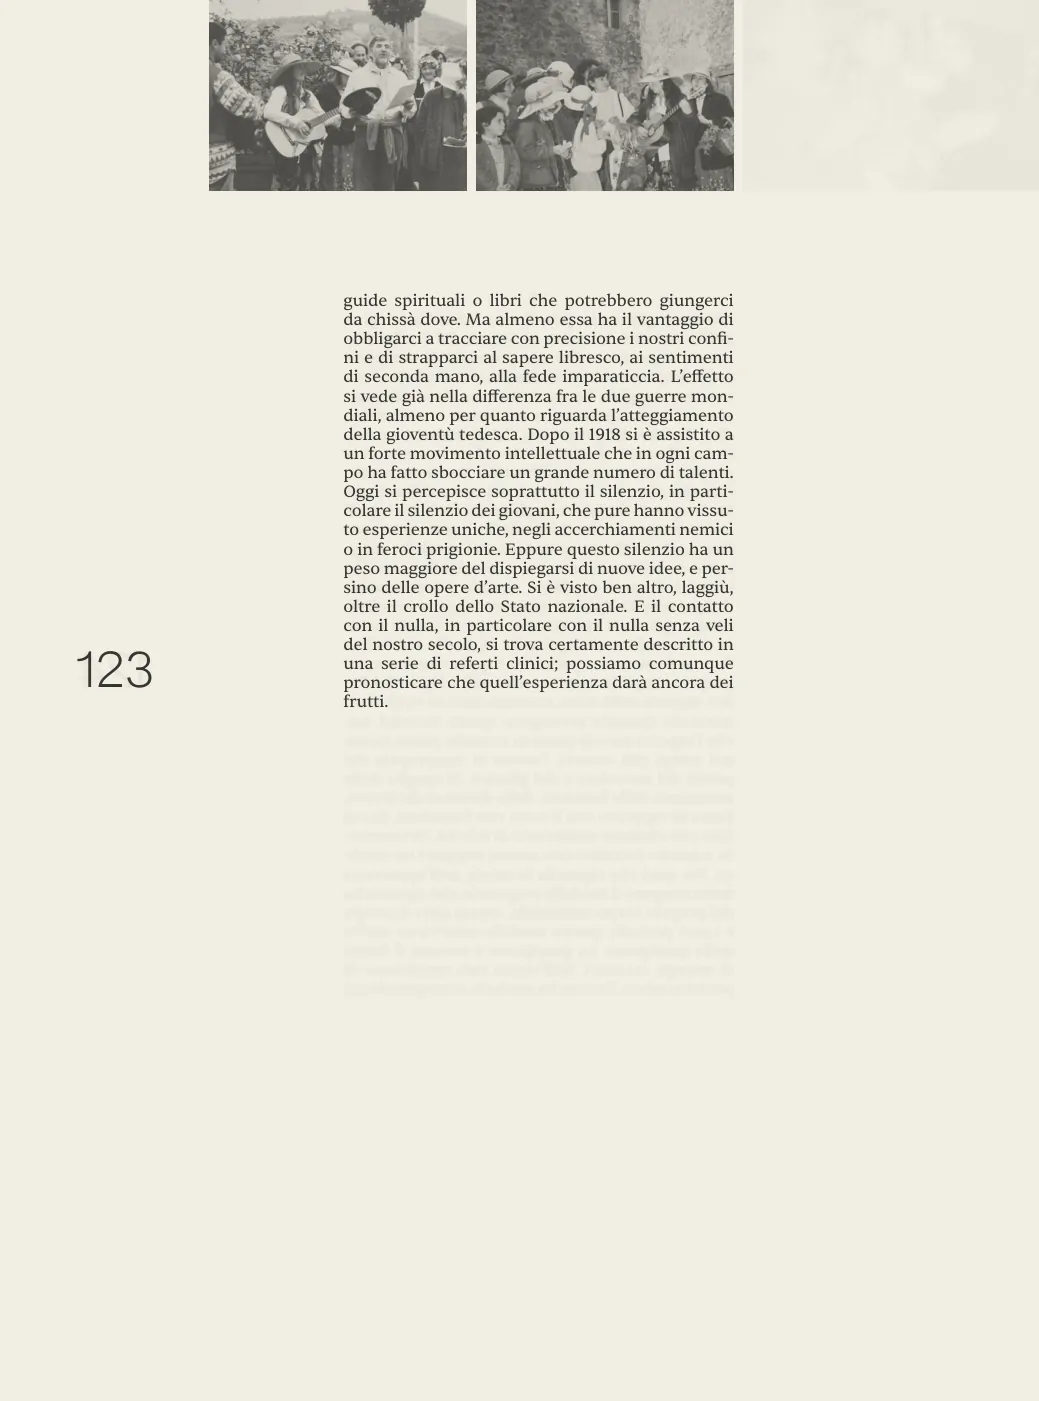 guide spirituali o libri che potrebbero giungerci
da chissà dove. Ma almeno essa ha il vantaggio di
obbligarci a tracciare con precisione i nostri confi-
ni e di strapparci al sapere libresco, ai sentimenti
di seconda mano, alla fede imparaticcia. L’effetto
si vede già nella differenza fra le due guerre mon-
diali, almeno per quanto riguarda l’atteggiamento
della gioventù tedesca. Dopo il 1918 si è assistito a
un forte movimento intellettuale che in ogni cam-
po ha fatto sbocciare un grande numero di talenti.
Oggi si percepisce soprattutto il silenzio, in parti-
colare il silenzio dei giovani, che pure hanno vissu-
to esperienze uniche, negli accerchiamenti nemici
o in feroci prigionie. Eppure questo silenzio ha un
peso maggiore del dispiegarsi di nuove idee, e per-
sino delle opere d’arte. Si è visto ben altro, laggiù,
oltre il crollo dello Stato nazionale. E il contatto
con il nulla, in particolare con il nulla senza veli
del nostro secolo, si trova certamente descritto in
una serie di referti clinici; possiamo comunque
pronosticare che quell’esperienza darà ancora dei
frutti.
123